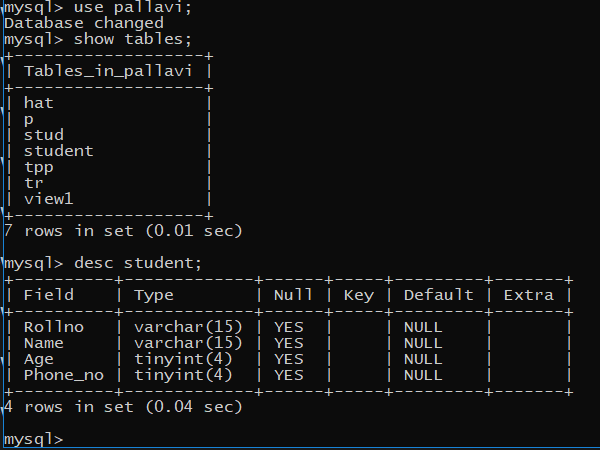 mysql> use pallavi;
Database changed
mysql> show tables;
+-------------------+
| Tables_in_pallavi |
+-------------------+
| hat               |
| p                 |
| stud              |
| student           |
| tpp               |
| tr                |
| view1             |
+-------------------+
7 rows in set (0.01 sec)

mysql> desc student;
+----------+-------------+------+-----+---------+-------+
| Field    | Type        | Null | Key | Default | Extra |
+----------+-------------+------+-----+---------+-------+
| Rollno   | varchar(15) | YES  |     | NULL    |       |
| Name     | varchar(15) | YES  |     | NULL    |       |
| Age      | tinyint(4)  | YES  |     | NULL    |       |
| Phone_no | tinyint(4)  | YES  |     | NULL    |       |
+----------+-------------+------+-----+---------+-------+
4 rows in set (0.04 sec)

mysql>